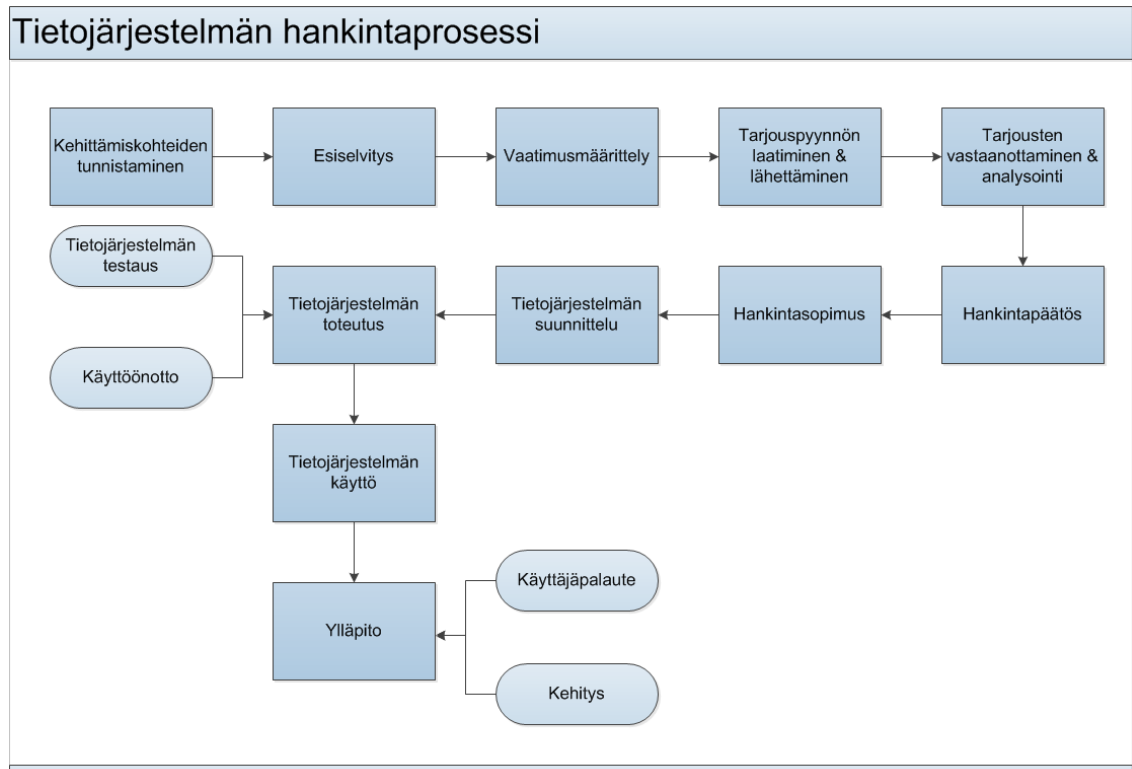 Tietojärjestelmän hankintaprosessi
Kehittämiskohteiden
tunnistaminen
Esiselvitys
Vaatimusmäärittely
Tarjouspyynnön
laatiminen &
lähettäminen
Tarjousten
vastaanottaminen &
analysointi
Tietojärjestelmän
testaus
Käyttöönotto
Tietojärjestelmän
toteutus
Tietojärjestelmän
suunnittelu
Hankintasopimus
Hankintapäätös
Tietojärjestelmän
käyttö
Ylläpito
Käyttäjäpalaute
Kehitys